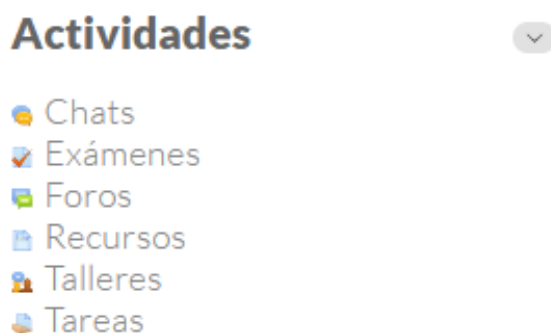 Actividades
Chats
Exámenes
Foros
Recursos
Talleres
Tareas